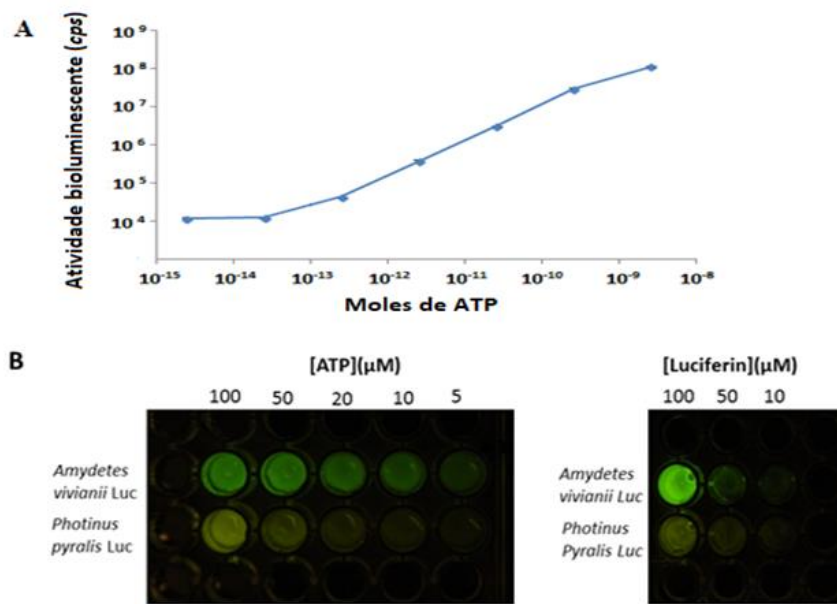 A
Atividade bioluminescente (cps)
10⁹
10⁸
10⁷
10⁶
10⁵
10⁴
10⁻¹⁵ 10⁻¹⁴ 10⁻¹³ 10⁻¹² 10⁻¹¹ 10⁻¹⁰ 10⁻⁹ 10⁻⁸
Moles de ATP
B
[ATP](µM)
100 50 20 10 5
Amydetes
vivianii Luc
Photinus
pyralis Luc
[Luciferin](µM)
100 50 10
Amydetes
vivianii Luc
Photinus
Pyralis Luc